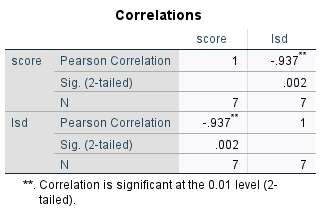 Correlations
score lsd
score Pearson Correlation 1 -.937**
Sig. (2-tailed) .002
N 7 7
lsd Pearson Correlation -.937** 1
Sig. (2-tailed) .002
N 7 7
**. Correlation is significant at the 0.01 level (2-
tailed).